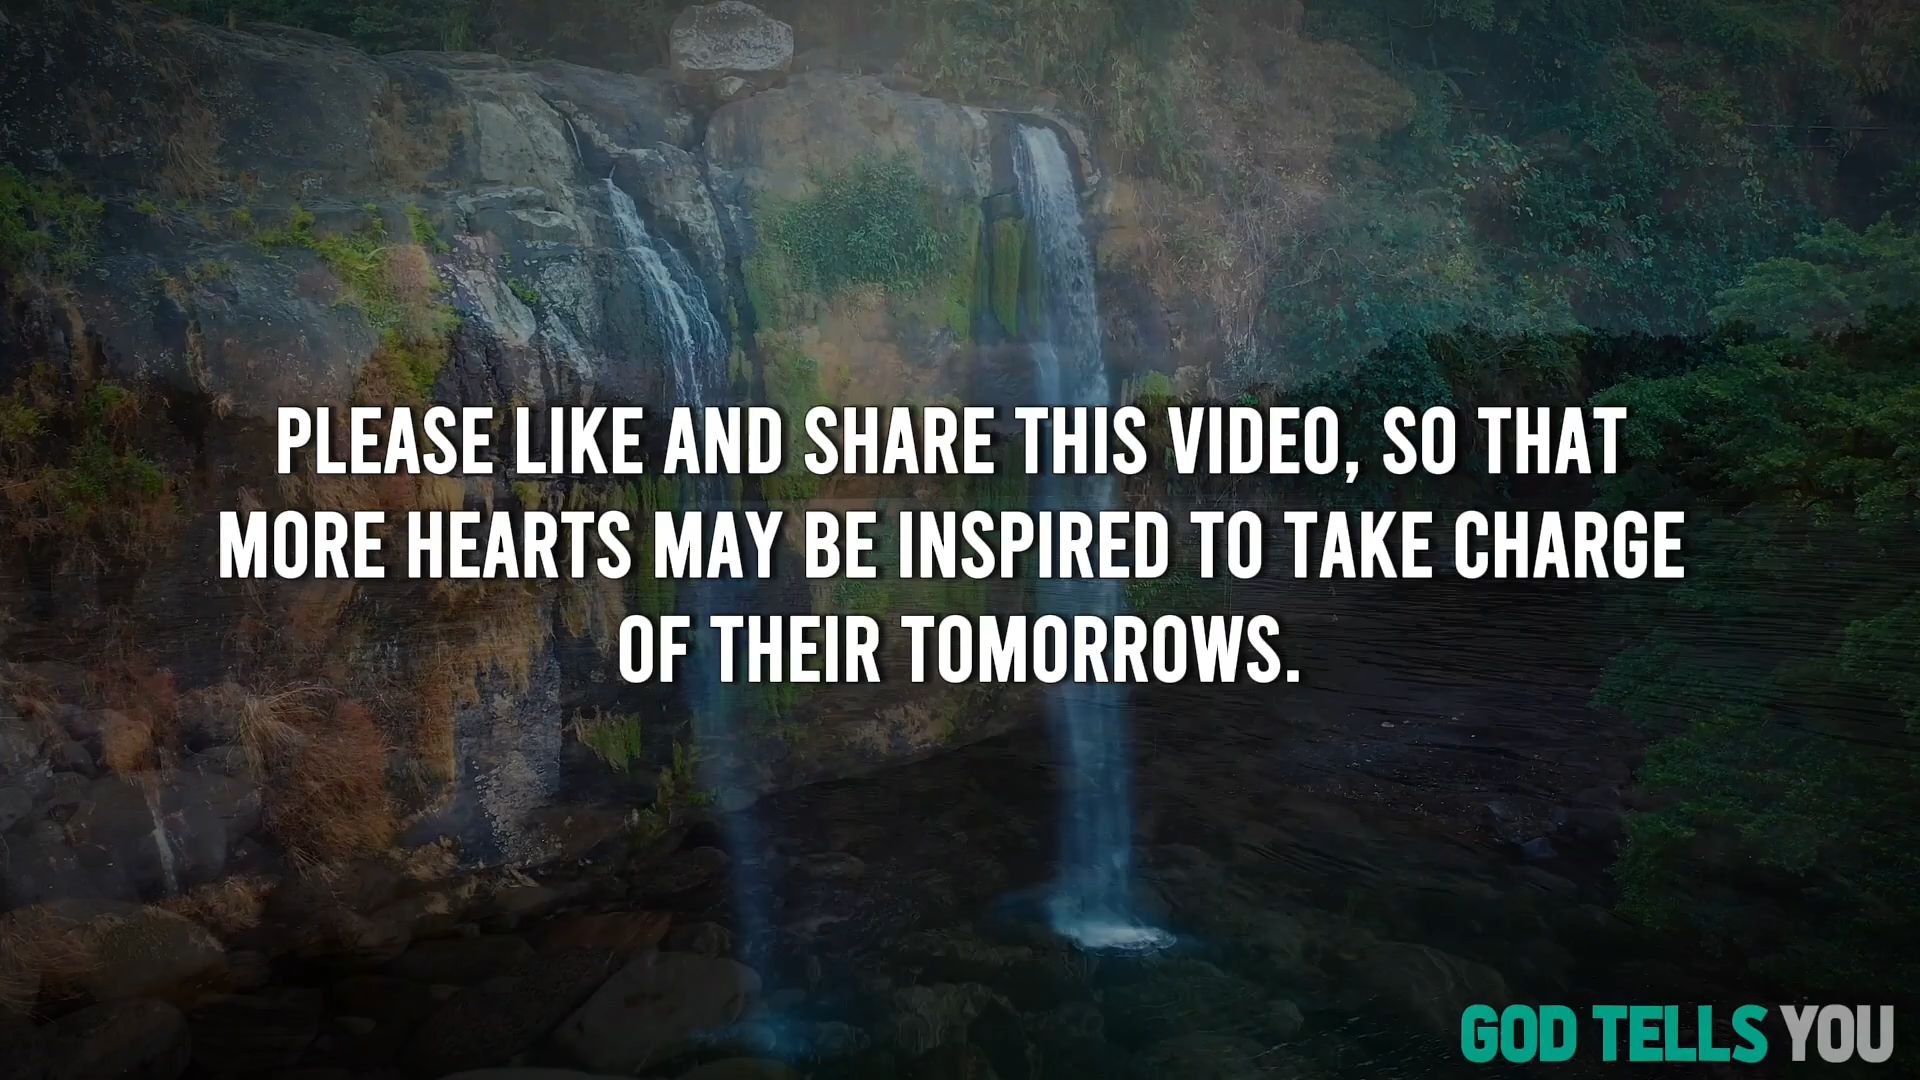 PLEASE LIKE AND SHARE THIS VIDEO, SO THAT
MORE HEARTS MAY BE INSPIRED TO TAKE CHARGE
OF THEIR TOMORROWS.
GOD TELLS YOU